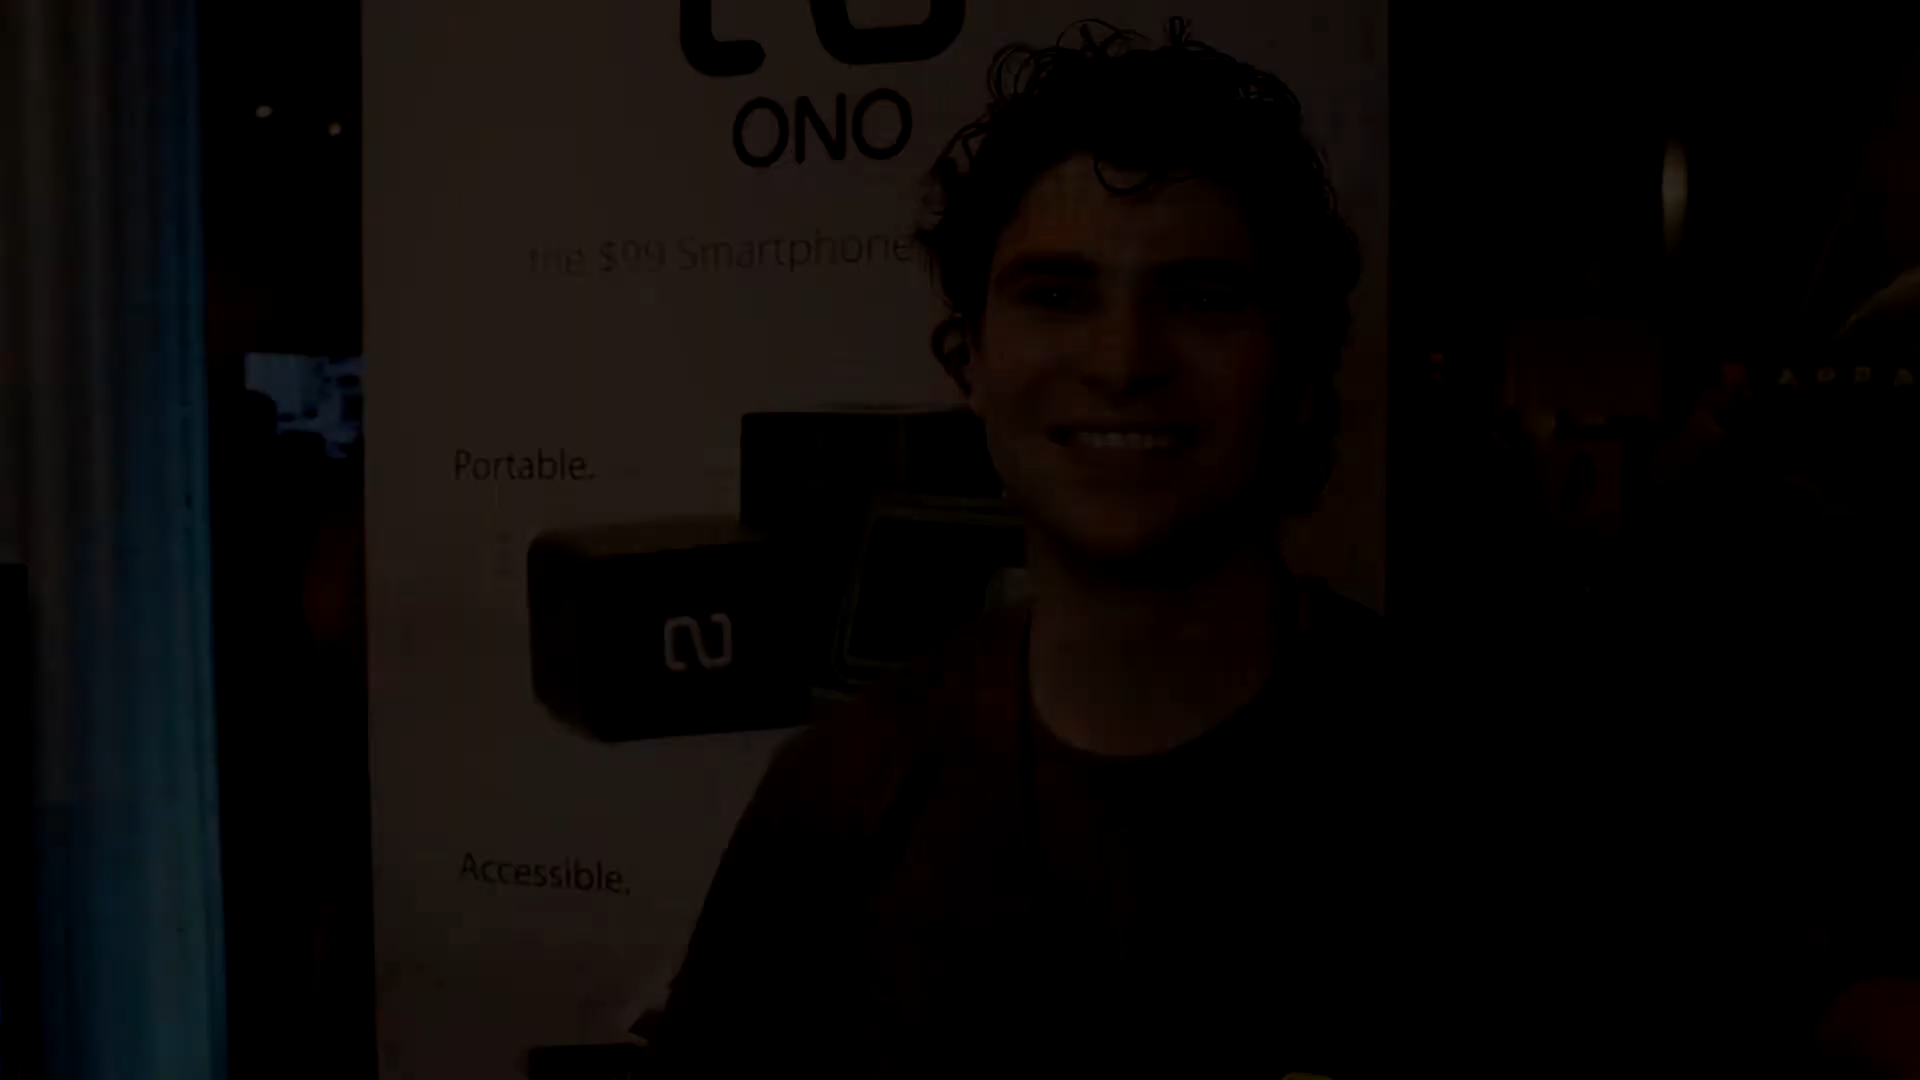 ONO
the $99 Smartphone
Portable.
Accessible.